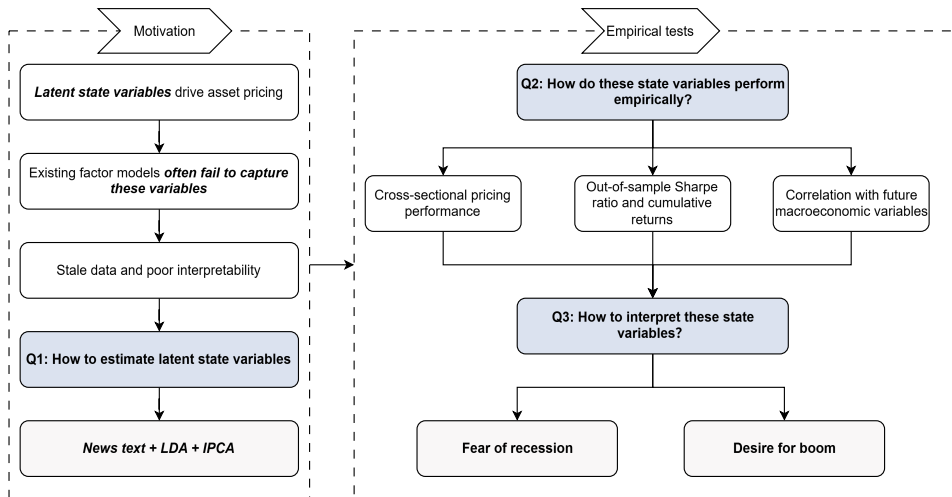 Motivation
Latent state variables drive asset pricing
Existing factor models often fail to capture
these variables
Stale data and poor interpretability
Q1: How to estimate latent state variables
News text + LDA + IPCA
Empirical tests
Q2: How do these state variables perform
empirically?
Cross-sectional pricing
performance
Out-of-sample Sharpe
ratio and cumulative
returns
Correlation with future
macroeconomic variables
Q3: How to interpret these state
variables?
Fear of recession
Desire for boom